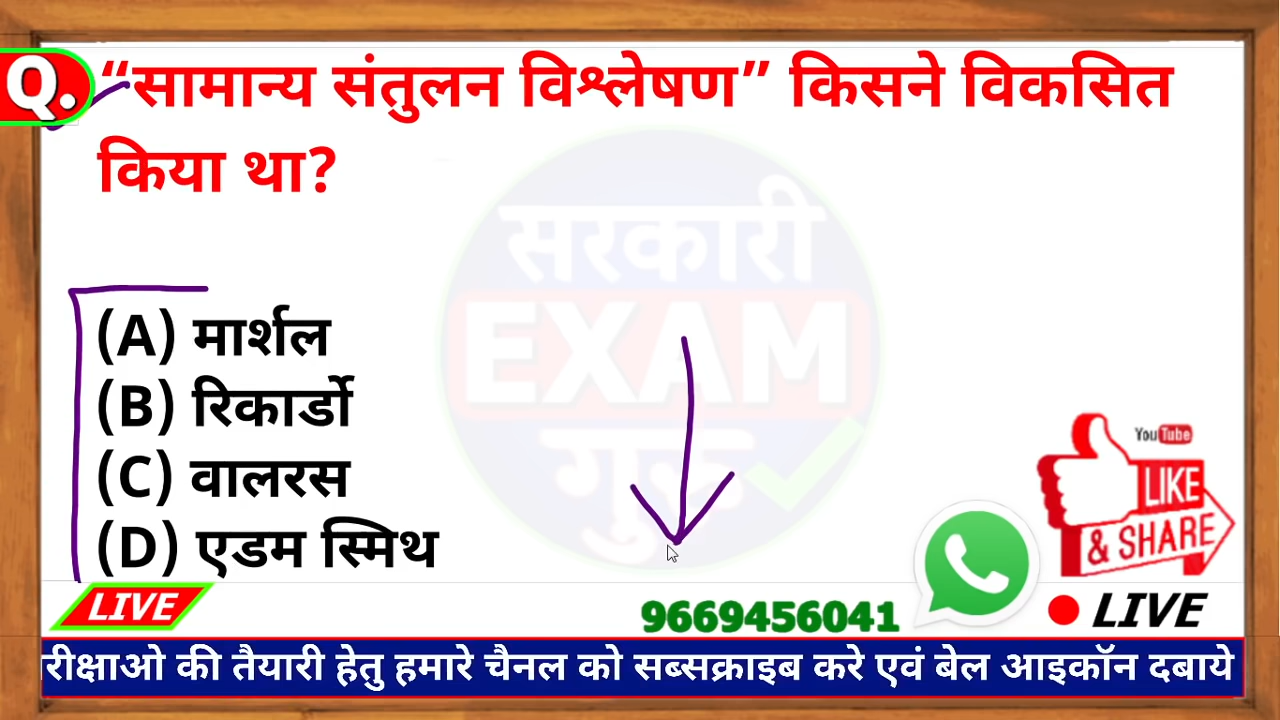 Q. “सामान्य संतुलन विश्लेषण” किसने विकसित
किया था?
सरकारी
EXAM
गुरु
(A) मार्शल
(B) रिकार्डो
(C) वालरस
(D) एडम स्मिथ
YouTube
LIKE
& SHARE
LIVE
9669456041
LIVE
रीक्षाओ की तैयारी हेतु हमारे चैनल को सब्सक्राइब करे एवं बेल आइकॉन दबाये